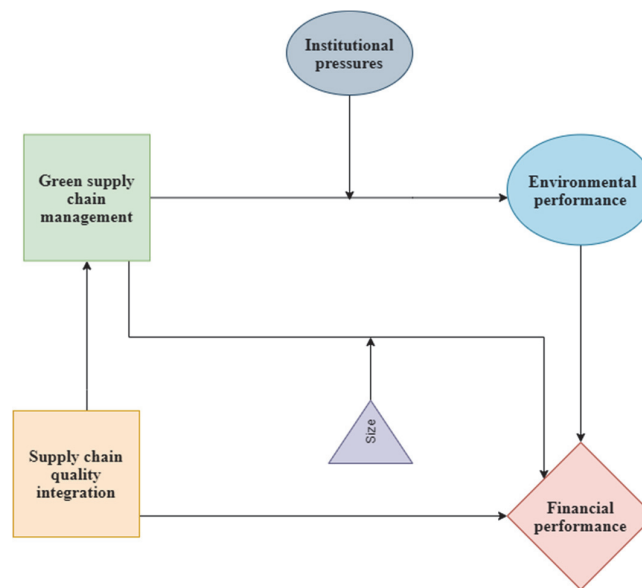 Institutional
pressures
Green supply
chain
management
Environmental
performance
Size
Supply chain
quality
integration
Financial
performance